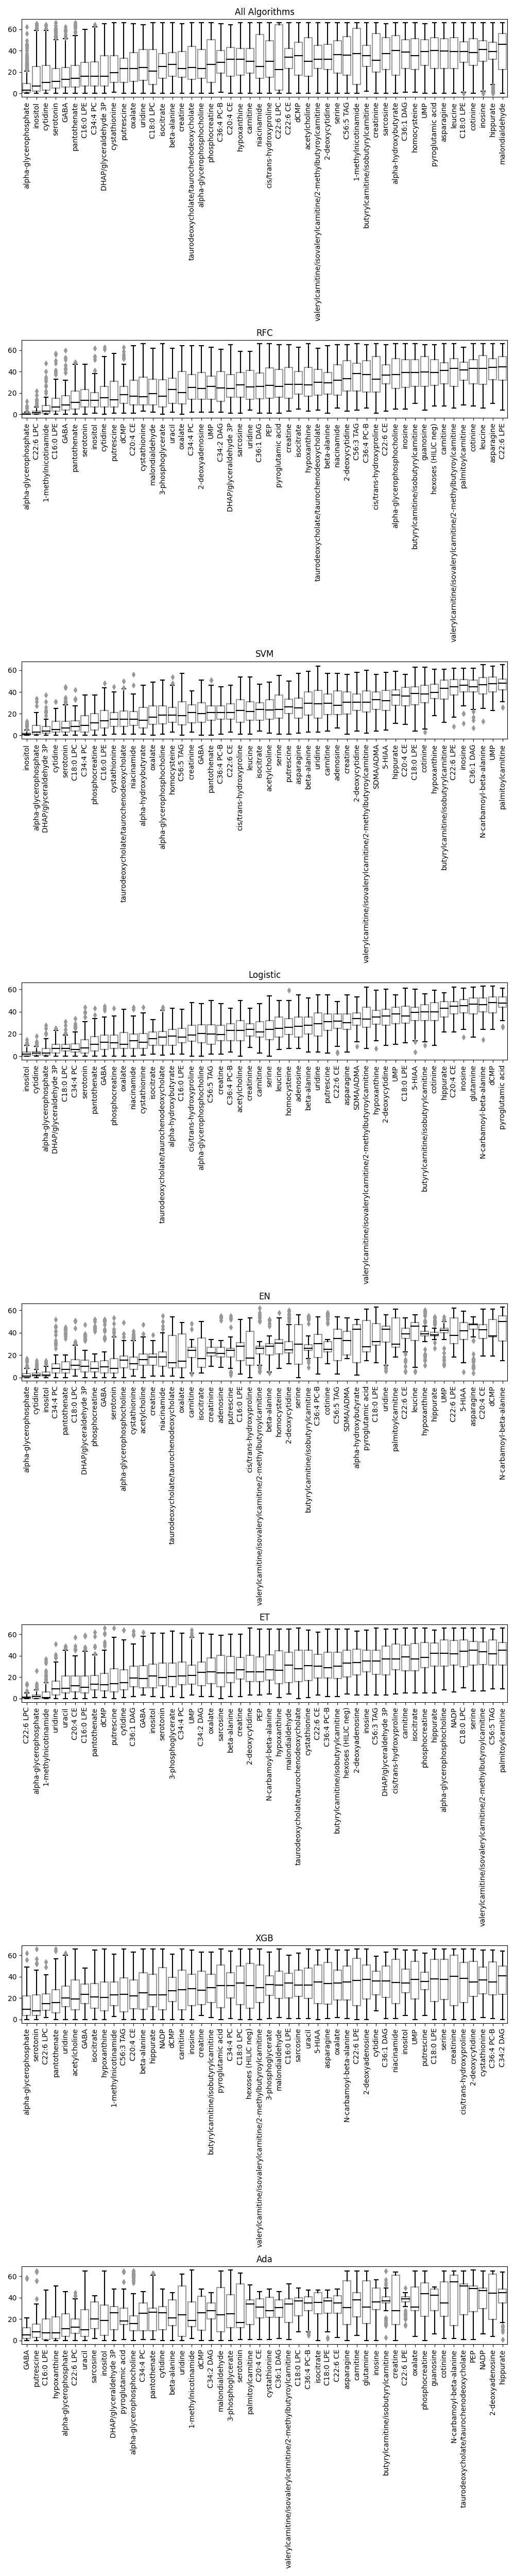 All Algorithms
60
40
20
0
alpha-glycerophosphate
inositol
cytidine
serotonin
GABA
pantothenate
C16:0 LPE
C34:4 PC
DHAP/glyceraldehyde 3P
cystathionine
putrescine
oxalate
uridine
C18:0 LPC
isocitrate
beta-alanine
creatine
taurodeoxycholate/taurochenodeoxycholate
alpha-glycerophosphocholine
phosphocreatine
C36:4 PC-B
C20:4 CE
hypoxanthine
carnitine
niacinamide
cis/trans-hydroxyproline
C22:6 LPC
C22:6 CE
dCMP
acetylcholine
valerylcarnitine/isovalerylcarnitine/2-methylbutyroylcarnitine
2-deoxycytidine
serine
C56:5 TAG
1-methylnicotinamide
butyrylcarnitine/isobutyrylcarnitine
creatinine
sarcosine
alpha-hydroxybutyrate
C36:1 DAG
homocysteine
UMP
pyroglutamic acid
asparagine
leucine
C18:0 LPE
cotinine
inosine
hippurate
malondialdehyde
RFC
60
40
20
0
alpha-glycerophosphate
C22:6 LPC
1-methylnicotinamide
C16:0 LPE
GABA
pantothenate
serotonin
inositol
cytidine
putrescine
dCMP
C20:4 CE
cystathionine
malondialdehyde
3-phosphoglycerate
uracil
oxalate
C34:4 PC
2-deoxyadenosine
UMP
C34:2 DAG
DHAP/glyceraldehyde 3P
sarcosine
uridine
C36:1 DAG
PEP
pyroglutamic acid
creatine
isocitrate
hypoxanthine
taurodeoxycholate/taurochenodeoxycholate
beta-alanine
niacinamide
2-deoxycytidine
C56:3 TAG
C36:4 PC-B
cis/trans-hydroxyproline
C22:6 CE
alpha-glycerophosphocholine
inosine
butyrylcarnitine/isobutyrylcarnitine
guanosine
hexoses (HILIC neg)
carnitine
valerylcarnitine/isovalerylcarnitine/2-methylbutyroylcarnitine
palmitoylcarnitine
cotinine
leucine
asparagine
C22:6 LPE
SVM
60
40
20
0
inositol
alpha-glycerophosphate
DHAP/glyceraldehyde 3P
cytidine
serotonin
C18:0 LPC
C34:4 PC
phosphocreatine
C16:0 LPE
cystathionine
taurodeoxycholate/taurochenodeoxycholate
niacinamide
alpha-hydroxybutyrate
oxalate
alpha-glycerophosphocholine
homocysteine
C56:5 TAG
creatinine
GABA
pantothenate
C36:4 PC-B
C22:6 CE
cis/trans-hydroxyproline
leucine
isocitrate
acetylcholine
serine
putrescine
asparagine
beta-alanine
uridine
carnitine
adenosine
creatine
2-deoxycytidine
valerylcarnitine/isovalerylcarnitine/2-methylbutyroylcarnitine
SDMA/ADMA
5-HIAA
hippurate
C20:4 CE
C18:0 LPE
cotinine
hypoxanthine
butyrylcarnitine/isobutyrylcarnitine
C22:6 LPE
inosine
C36:1 DAG
N-carbamoyl-beta-alanine
UMP
palmitoylcarnitine
Logistic
60
40
20
0
inositol
cytidine
alpha-glycerophosphate
DHAP/glyceraldehyde 3P
C18:0 LPC
C34:4 PC
serotonin
pantothenate
GABA
phosphocreatine
oxalate
niacinamide
cystathionine
isocitrate
taurodeoxycholate/taurochenodeoxycholate
alpha-hydroxybutyrate
C16:0 LPE
cis/trans-hydroxyproline
alpha-glycerophosphocholine
C56:5 TAG
creatine
C36:4 PC-B
acetylcholine
creatinine
carnitine
serine
leucine
homocysteine
adenosine
beta-alanine
uridine
putrescine
C22:6 CE
asparagine
SDMA/ADMA
valerylcarnitine/isovalerylcarnitine/2-methylbutyroylcarnitine
hypoxanthine
2-deoxycytidine
UMP
C18:0 LPE
5-HIAA
butyrylcarnitine/isobutyrylcarnitine
cotinine
hippurate
C20:4 CE
inosine
glutamine
N-carbamoyl-beta-alanine
dCMP
pyroglutamic acid
EN
60
40
20
0
alpha-glycerophosphate
cytidine
inositol
C34:4 PC
pantothenate
C18:0 LPC
DHAP/glyceraldehyde 3P
phosphocreatine
GABA
serotonin
alpha-glycerophosphocholine
cystathionine
acetylcholine
creatine
niacinamide
taurodeoxycholate/taurochenodeoxycholate
oxalate
carnitine
isocitrate
creatinine
adenosine
putrescine
C16:0 LPE
cis/trans-hydroxyproline
valerylcarnitine/isovalerylcarnitine/2-methylbutyroylcarnitine
beta-alanine
homocysteine
2-deoxycytidine
serine
butyrylcarnitine/isobutyrylcarnitine
C36:4 PC-B
cotinine
C56:5 TAG
SDMA/ADMA
alpha-hydroxybutyrate
pyroglutamic acid
C18:0 LPE
uridine
palmitoylcarnitine
C22:6 CE
leucine
hypoxanthine
hippurate
UMP
C22:6 LPE
5-HIAA
asparagine
C20:4 CE
dCMP
N-carbamoyl-beta-alanine
ET
60
40
20
0
C22:6 LPC
alpha-glycerophosphate
1-methylnicotinamide
uridine
uracil
C20:4 CE
C16:0 LPE
pantothenate
dCMP
putrescine
cytidine
C36:1 DAG
GABA
inositol
serotonin
3-phosphoglycerate
C34:4 PC
UMP
C34:2 DAG
oxalate
sarcosine
beta-alanine
creatine
2-deoxycytidine
PEP
N-carbamoyl-beta-alanine
hypoxanthine
malondialdehyde
taurodeoxycholate/taurochenodeoxycholate
cystathionine
C22:6 CE
C36:4 PC-B
butyrylcarnitine/isobutyrylcarnitine
hexoses (HILIC neg)
2-deoxyadenosine
inosine
C56:3 TAG
DHAP/glyceraldehyde 3P
cis/trans-hydroxyproline
carnitine
isocitrate
phosphocreatine
leucine
alpha-glycerophosphocholine
NADP
C18:0 LPC
serine
valerylcarnitine/isovalerylcarnitine/2-methylbutyroylcarnitine
C56:5 TAG
palmitoylcarnitine
XGB
60
40
20
0
alpha-glycerophosphate
serotonin
C22:6 LPC
pantothenate
uridine
acetylcholine
GABA
isocitrate
hypoxanthine
1-methylnicotinamide
C56:3 TAG
C20:4 CE
beta-alanine
hippurate
NADP
dCMP
carnitine
inosine
creatine
butyrylcarnitine/isobutyrylcarnitine
pyroglutamic acid
C34:4 PC
C18:0 LPC
hexoses (HILIC neg)
valerylcarnitine/isovalerylcarnitine/2-methylbutyroylcarnitine
3-phosphoglycerate
malondialdehyde
C16:0 LPE
sarcosine
uracil
5-HIAA
asparagine
oxalate
N-carbamoyl-beta-alanine
C22:6 LPE
2-deoxyadenosine
cytidine
C36:1 DAG
niacinamide
inositol
UMP
putrescine
C18:0 LPE
serine
creatinine
cis/trans-hydroxyproline
2-deoxycytidine
cystathionine
C36:4 PC-B
C34:2 DAG
Ada
60
40
20
0
GABA
putrescine
C16:0 LPE
hypoxanthine
alpha-glycerophosphate
C22:6 LPC
uracil
sarcosine
inositol
DHAP/glyceraldehyde 3P
pyroglutamic acid
alpha-glycerophosphocholine
C34:4 PC
pantothenate
cytidine
beta-alanine
uridine
1-methylnicotinamide
dCMP
C34:2 DAG
malondialdehyde
3-phosphoglycerate
serotonin
palmitoylcarnitine
C20:4 CE
cystathionine
C36:1 DAG
valerylcarnitine/isovalerylcarnitine/2-methylbutyroylcarnitine
C18:0 LPC
C36:4 PC-B
isocitrate
C18:0 LPE
C22:6 CE
asparagine
carnitine
glutamine
inosine
butyrylcarnitine/isobutyrylcarnitine
creatine
C22:6 LPE
oxalate
phosphocreatine
guanosine
cotinine
N-carbamoyl-beta-alanine
taurodeoxycholate/taurochenodeoxycholate
PEP
NADP
2-deoxyadenosine
hippurate